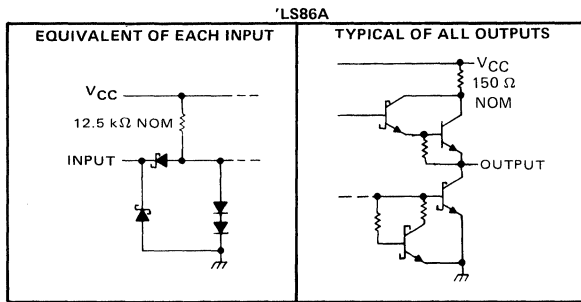 'LS86A
EQUIVALENT OF EACH INPUT
VCC
12.5 kΩ NOM
INPUT
TYPICAL OF ALL OUTPUTS
VCC
150 Ω
NOM
OUTPUT